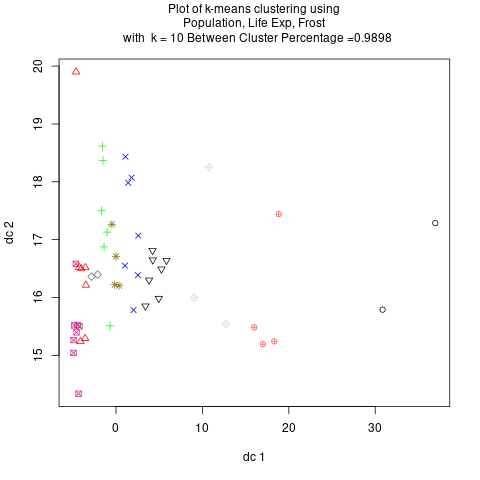 Plot of k-means clustering using
Population, Life Exp, Frost
with k = 10 Between Cluster Percentage =0.9898
20
19
18
17
16
15
dc 2
0
10
20
30
dc 1